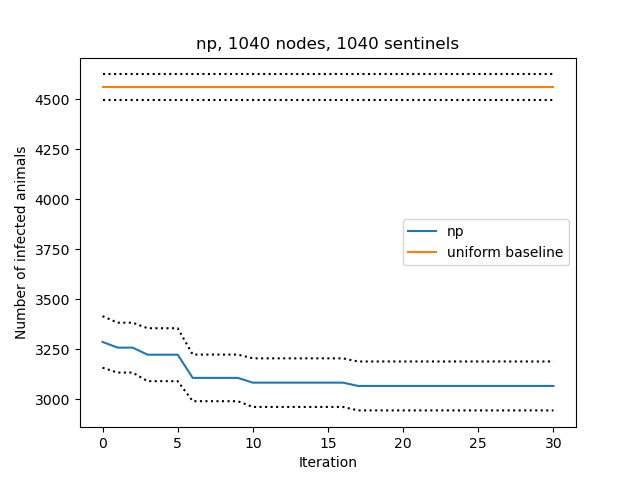 np, 1040 nodes, 1040 sentinels
4500
4250
4000
3750
3500
3250
3000
Number of infected animals
np
uniform baseline
0 5 10 15 20 25 30
Iteration